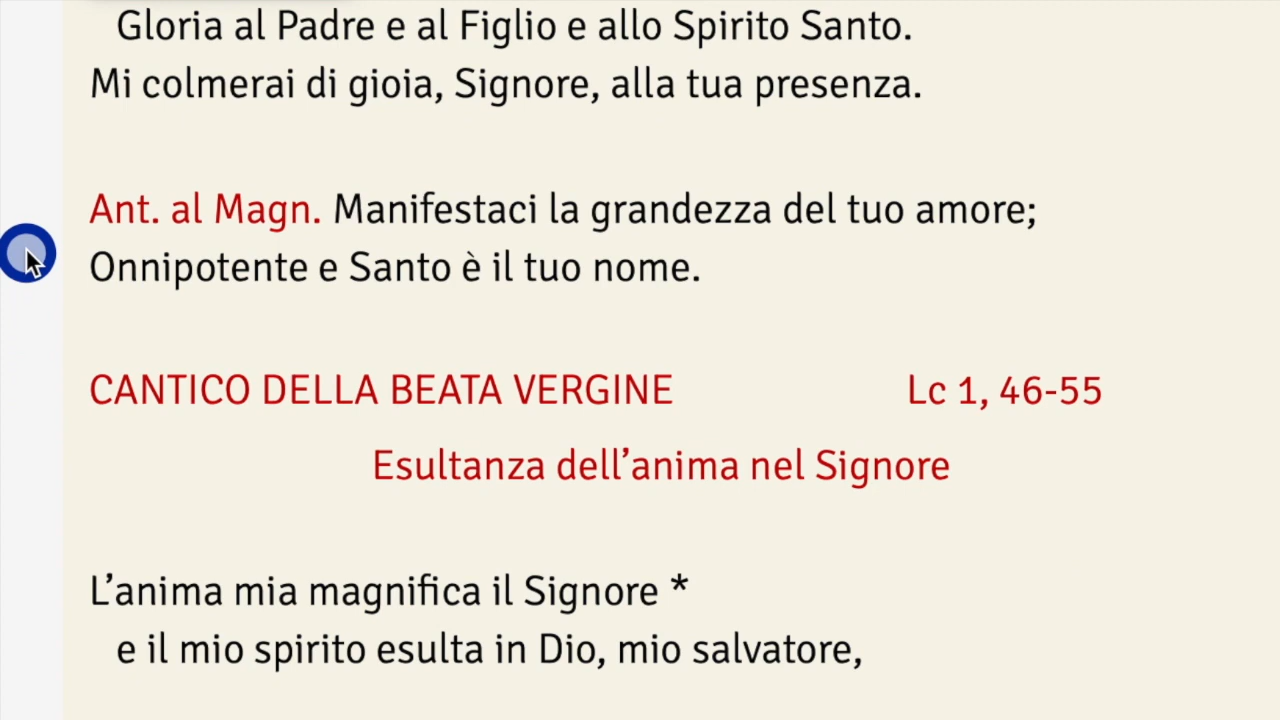 Gloria al Padre e al Figlio e allo Spirito Santo.
Mi colmerai di gioia, Signore, alla tua presenza.
Ant. al Magn. Manifestaci la grandezza del tuo amore;
Onnipotente e Santo è il tuo nome.
CANTICO DELLA BEATA VERGINE Lc 1, 46-55
Esultanza dell’anima nel Signore
L’anima mia magnifica il Signore *
e il mio spirito esulta in Dio, mio salvatore,